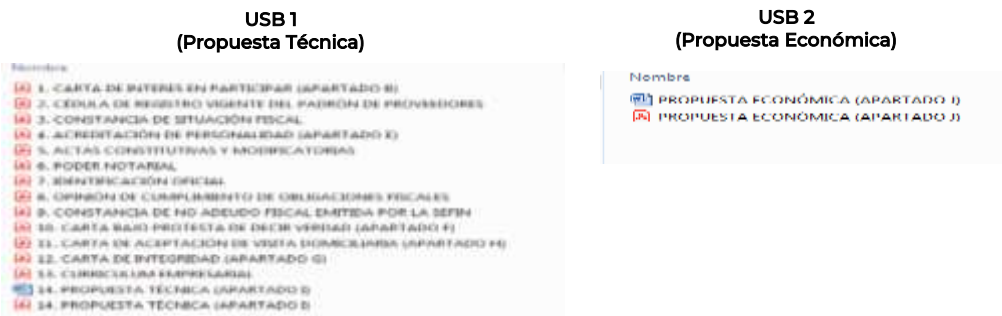 USB 1
(Propuesta Técnica)
Nombre
1. CARTA DE INTERES EN PARTICIPAR (APARTADO B)
2. CÉDULA DE REGISTRO VIGENTE DEL PADRÓN DE PROVEEDORES
3. CONSTANCIA DE SITUACIÓN FISCAL
4. ACREDITACIÓN DE PERSONALIDAD (APARTADO E)
5. ACTAS CONSTITUTIVAS Y MODIFICATORIAS
6. PODER NOTARIAL
7. IDENTIFICACIÓN OFICIAL
8. OPINIÓN DE CUMPLIMIENTO DE OBLIGACIONES FISCALES
9. CONSTANCIA DE NO ADEUDO FISCAL EMITIDA POR LA SEFIN
10. CARTA BAJO PROTESTA DE DECIR VERDAD (APARTADO F)
11. CARTA DE ACEPTACIÓN DE VISITA DOMICILIARIA (APARTADO H)
12. CARTA DE INTEGRIDAD (APARTADO G)
13. CURRICULUM EMPRESARIAL
14. PROPUESTA TÉCNICA (APARTADO I)
14. PROPUESTA TÉCNICA (APARTADO I)
USB 2
(Propuesta Económica)
Nombre
PROPUESTA ECONÓMICA (APARTADO J)
PROPUESTA ECONÓMICA (APARTADO J)